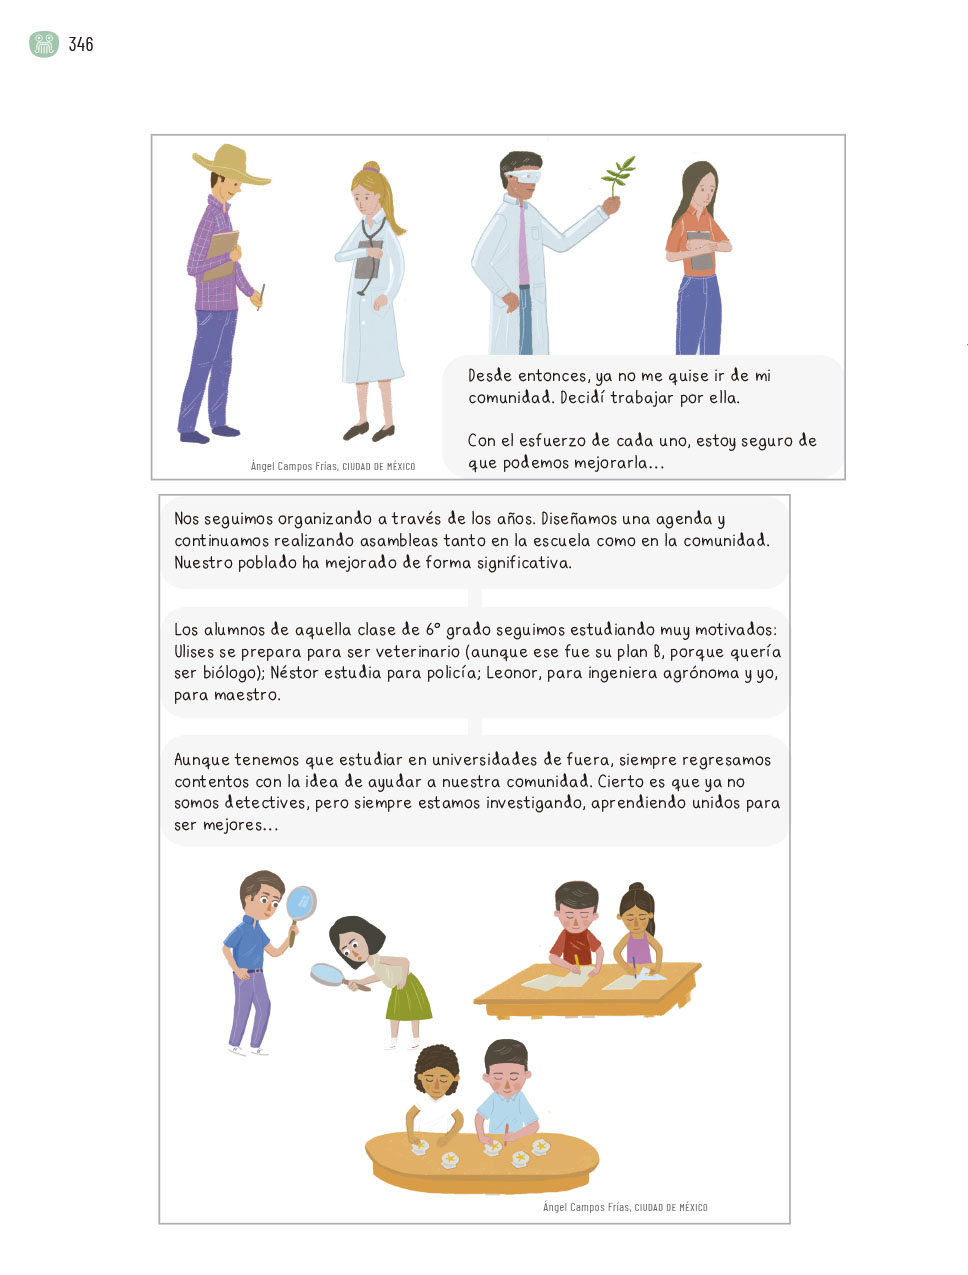 346
Desde entonces, ya no me quise ir de mi
comunidad. Decidí trabajar por ella.
Con el esfuerzo de cada uno, estoy seguro de
que podemos mejorarla...
Ángel Campos Frías, CIUDAD DE MÉXICO
Nos seguimos organizando a través de los años. Diseñamos una agenda y
continuamos realizando asambleas tanto en la escuela como en la comunidad.
Nuestro poblado ha mejorado de forma significativa.
Los alumnos de aquella clase de 6° grado seguimos estudiando muy motivados:
Ulises se prepara para ser veterinario (aunque ese fue su plan B, porque quería
ser biólogo); Néstor estudia para policía; Leonor, para ingeniera agrónoma y yo,
para maestro.
Aunque tenemos que estudiar en universidades de fuera, siempre regresamos
contentos con la idea de ayudar a nuestra comunidad. Cierto es que ya no
somos detectives, pero siempre estamos investigando, aprendiendo unidos para
ser mejores...
Ángel Campos Frías, CIUDAD DE MÉXICO